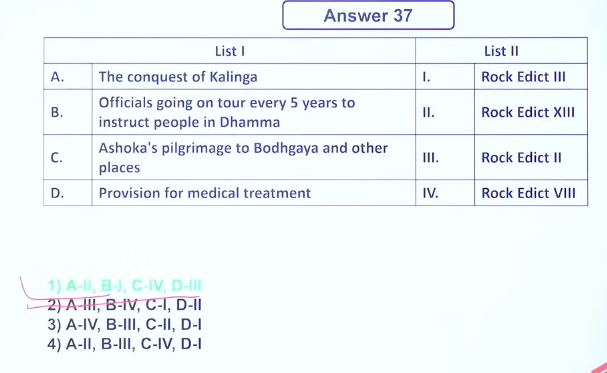 Answer 37
List I List II
A. The conquest of Kalinga I. Rock Edict III
B. Officials going on tour every 5 years to instruct people in Dhamma II. Rock Edict XIII
C. Ashoka's pilgrimage to Bodhgaya and other places III. Rock Edict II
D. Provision for medical treatment IV. Rock Edict VIII
1) A-II, B-I, C-IV, D-III
2) A-III, B-IV, C-I, D-II
3) A-IV, B-III, C-II, D-I
4) A-II, B-III, C-IV, D-I